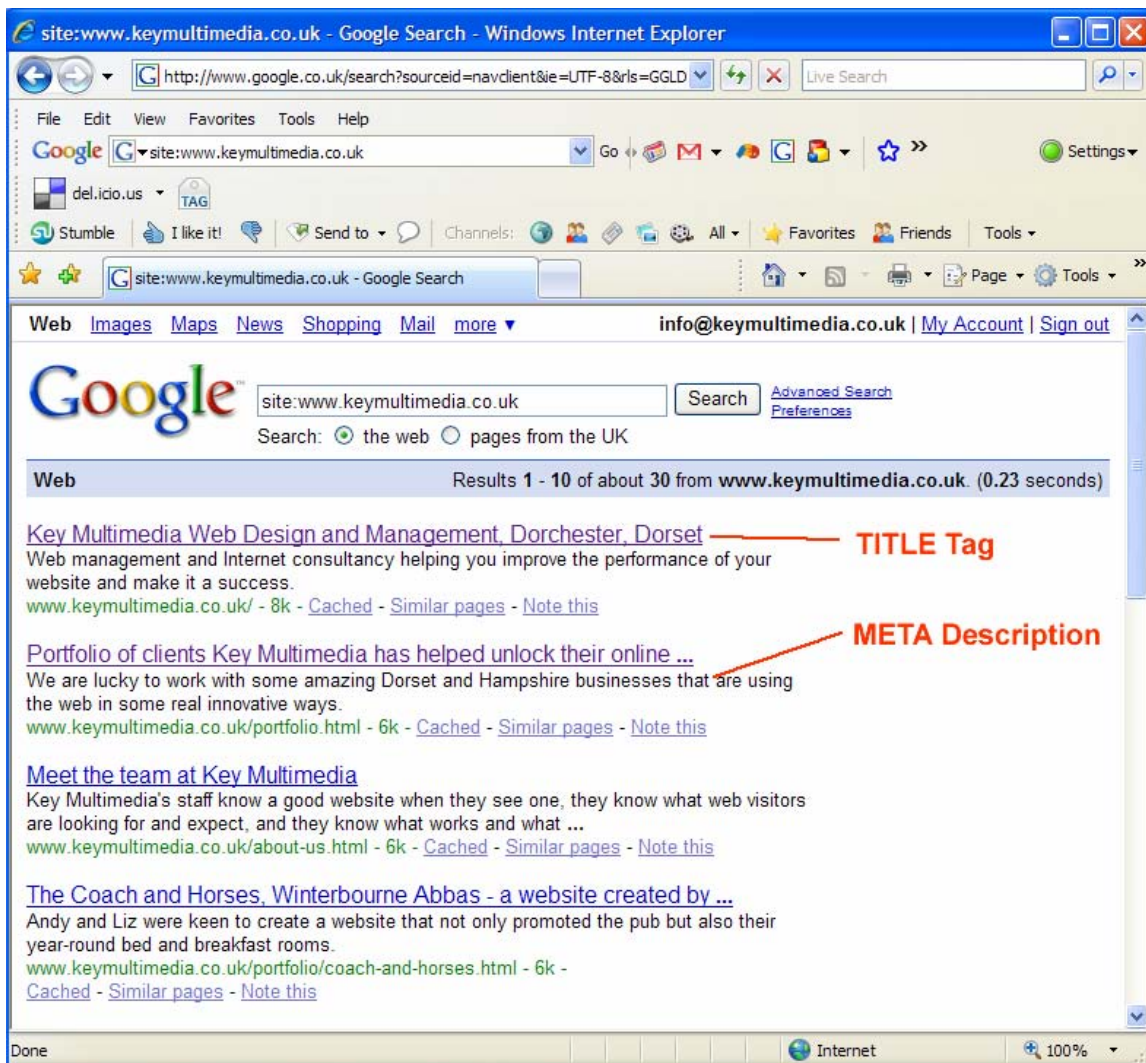 site:www.keymultimedia.co.uk - Google Search - Windows Internet Explorer
G http://www.google.co.uk/search?sourceid=navclient&ie=UTF-8&rls=GGLD Live Search
File Edit View Favorites Tools Help
Google G site:www.keymultimedia.co.uk Go M G » Settings
del.icio.us TAG
Stumble I like it! Send to Channels: All Favorites Friends Tools
G site:www.keymultimedia.co.uk - Google Search Page Tools »
Web Images Maps News Shopping Mail more ▼ info@keymultimedia.co.uk | My Account | Sign out
Google™ site:www.keymultimedia.co.uk Search Advanced Search
Preferences
Search: the web pages from the UK
Web Results 1 - 10 of about 30 from www.keymultimedia.co.uk. (0.23 seconds)
Key Multimedia Web Design and Management, Dorchester, Dorset TITLE Tag
Web management and Internet consultancy helping you improve the performance of your
website and make it a success.
www.keymultimedia.co.uk/ - 8k - Cached - Similar pages - Note this
META Description
Portfolio of clients Key Multimedia has helped unlock their online ...
We are lucky to work with some amazing Dorset and Hampshire businesses that are using
the web in some real innovative ways.
www.keymultimedia.co.uk/portfolio.html - 6k - Cached - Similar pages - Note this
Meet the team at Key Multimedia
Key Multimedia's staff know a good website when they see one, they know what web visitors
are looking for and expect, and they know what works and what ...
www.keymultimedia.co.uk/about-us.html - 6k - Cached - Similar pages - Note this
The Coach and Horses, Winterbourne Abbas - a website created by ...
Andy and Liz were keen to create a website that not only promoted the pub but also their
year-round bed and breakfast rooms.
www.keymultimedia.co.uk/portfolio/coach-and-horses.html - 6k -
Cached - Similar pages - Note this
Done Internet 100%